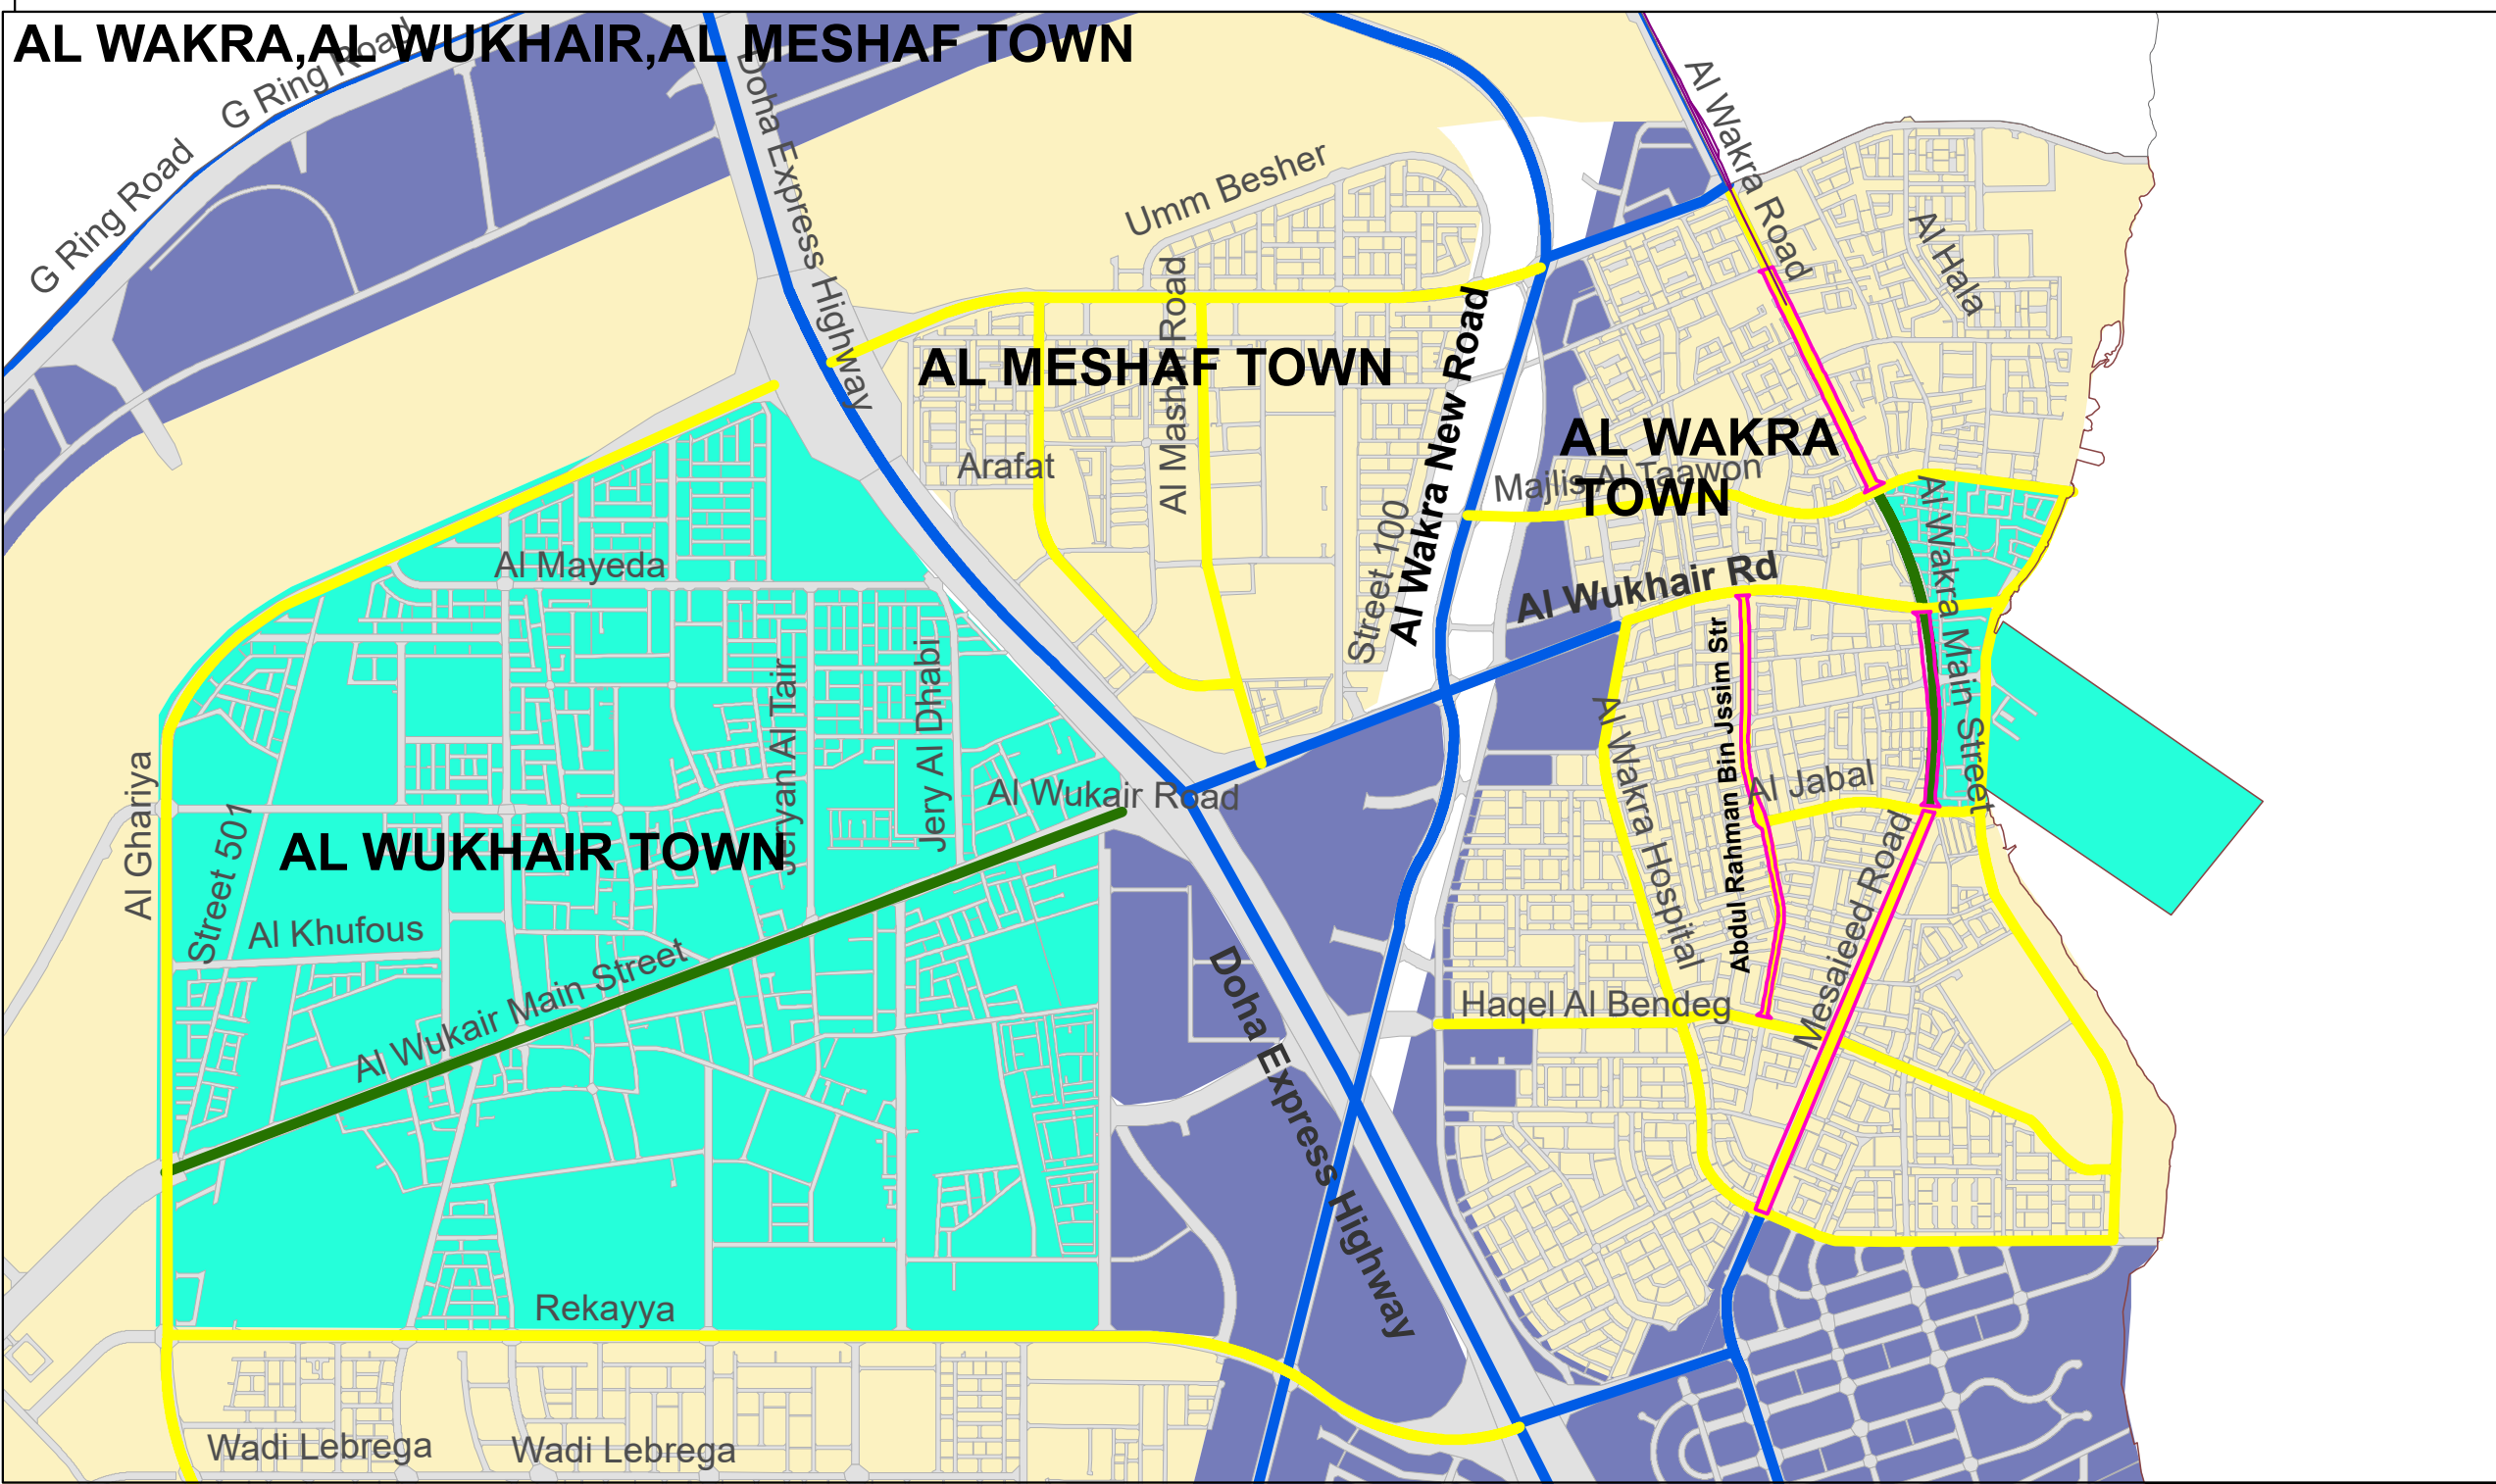 AL WAKRA,AL WUKHAIR,AL MESHAF TOWN
G Ring Road
G Ring Road
Doha Express Highway
Al Wakra Road
Umm Besher
Al Hala
Al Mashaf Road
AL MESHAF TOWN
Al Wakra New Road
AL WAKRA
TOWN
Arafat
Majlis Al Taawon
Street 100
Al Wakra Main Street
Al Mayeda
Al Wukhair Rd
Jeryan Al Tair
Jery Al Dhabi
Abdul Rahman Bin Jssim Str
Al Wakra Hospital
Al Jabal
Al Wukair Road
Al Ghariya
Street 501
AL WUKHAIR TOWN
Mesaieed Road
Al Khufous
Al Wukair Main Street
Doha Express Highway
Haqel Al Bendeg
Rekayya
Wadi Lebrega
Wadi Lebrega